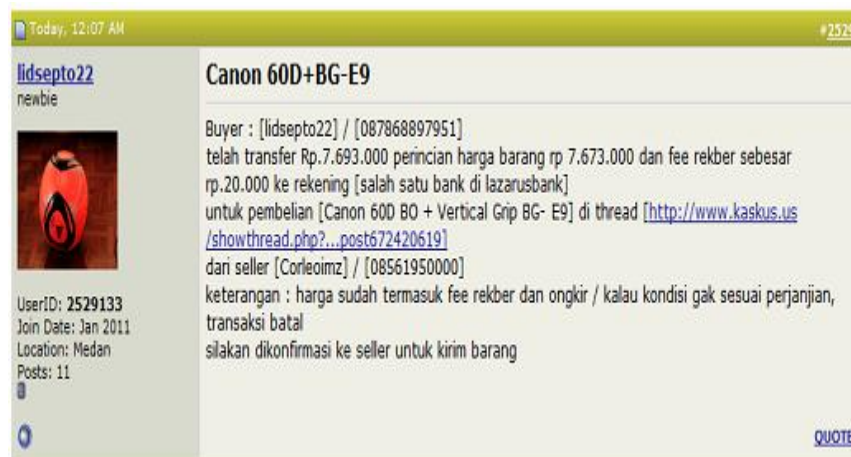 Today, 12:07 AM
#2529
lidsepto22
newbie
UserID: 2529133
Join Date: Jan 2011
Location: Medan
Posts: 11
Canon 60D+BG-E9
Buyer : [lidsepto22] / [087868897951]
telah transfer Rp.7.693.000 perincian harga barang rp 7.673.000 dan fee rekber sebesar
rp.20.000 ke rekening [salah satu bank di lazarusbank]
untuk pembelian [Canon 60D BO + Vertical Grip BG- E9] di thread [http://www.kaskus.us
/showthread.php?...post672420619]
dari seller [Corleoimz] / [08561950000]
keterangan : harga sudah termasuk fee rekber dan ongkir / kalau kondisi gak sesuai perjanjian,
transaksi batal
silakan dikonfirmasi ke seller untuk kirim barang
QUOTE